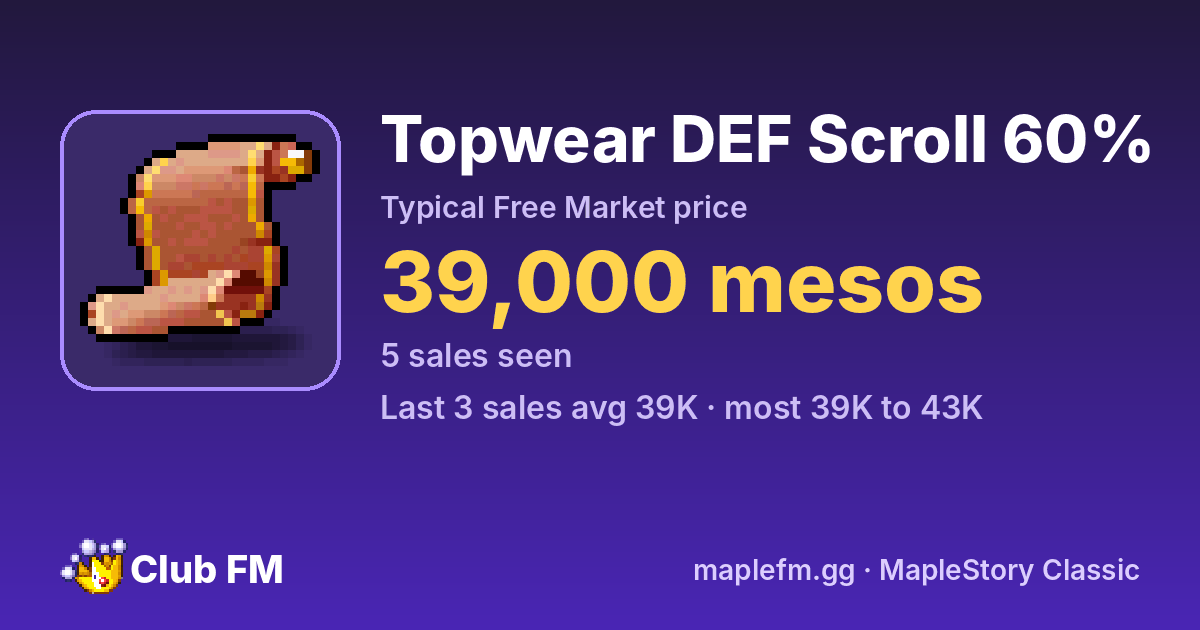 Topwear DEF Scroll 60%
Typical Free Market price
39,000 mesos
5 sales seen
Last 3 sales avg 39K · most 39K to 43K
Club FM
maplefm.gg · MapleStory Classic